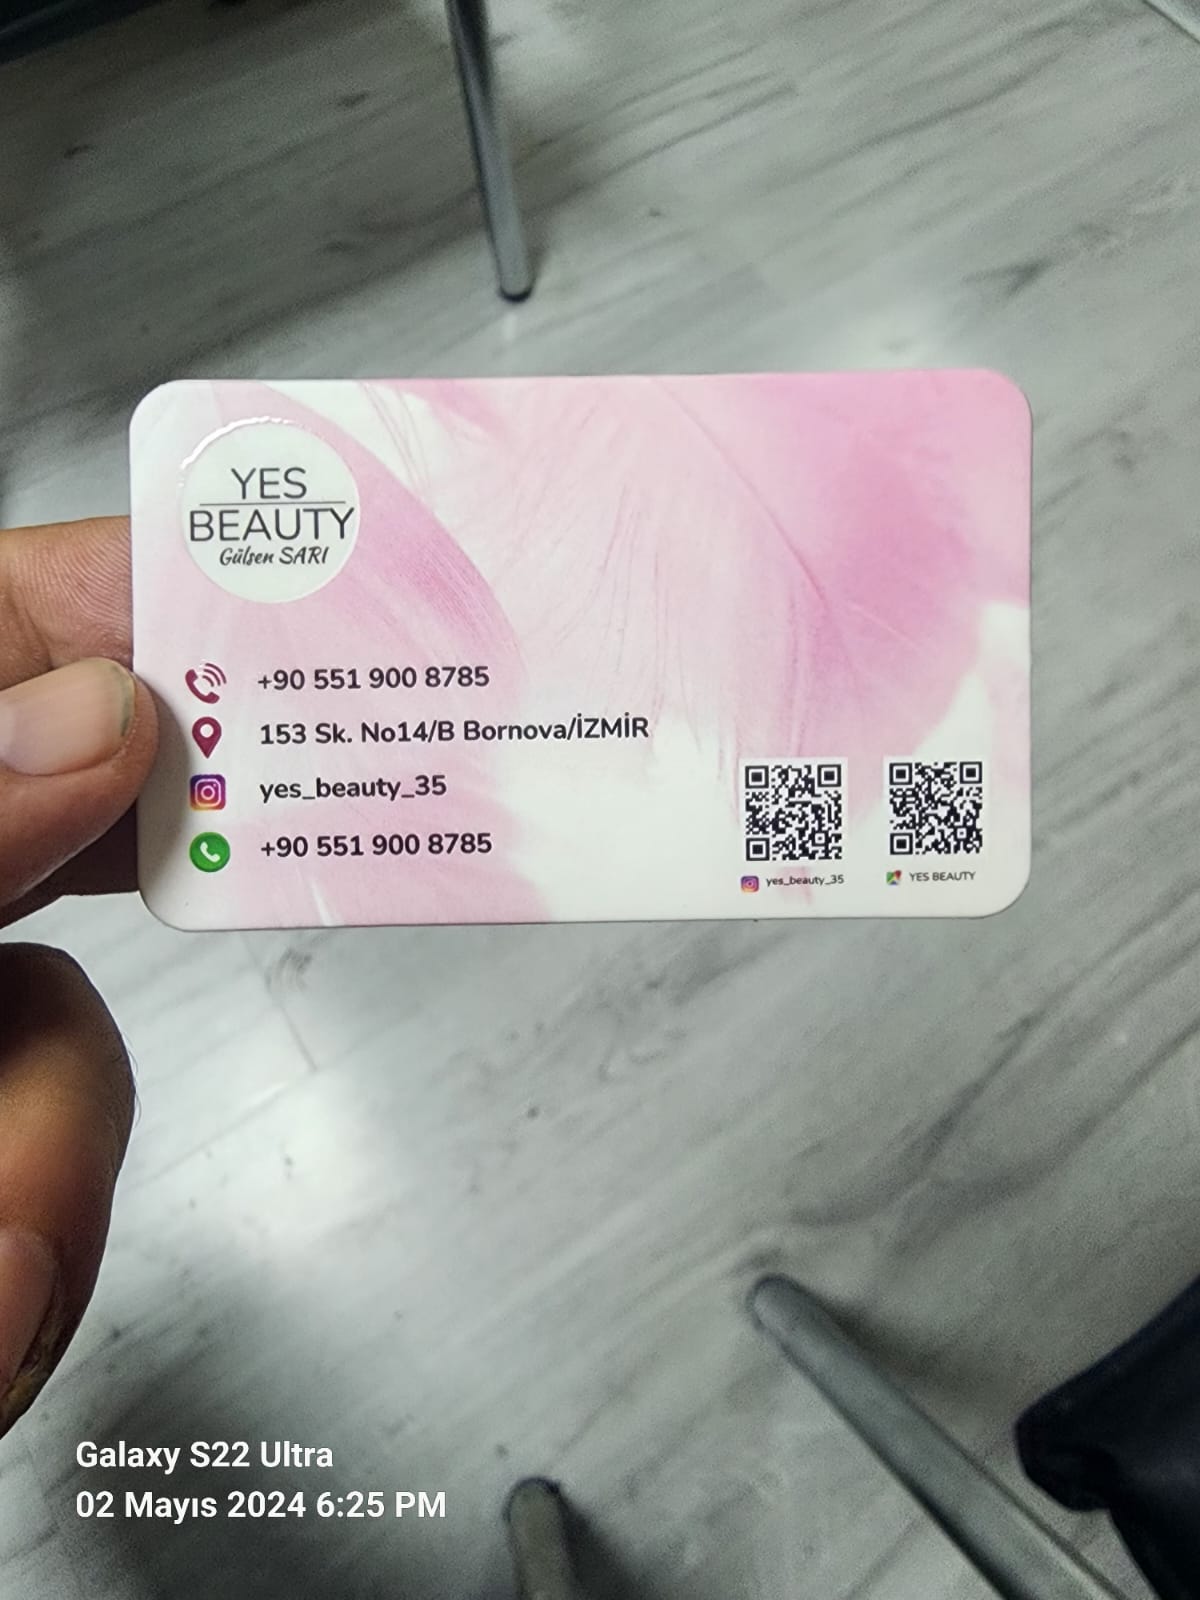 YES
BEAUTY
Gülsen SARI
+90 551 900 8785
153 Sk. No14/B Bornova/İZMİR
yes_beauty_35
+90 551 900 8785
yes_beauty_35
YES BEAUTY
Galaxy S22 Ultra
02 Mayıs 2024 6:25 PM